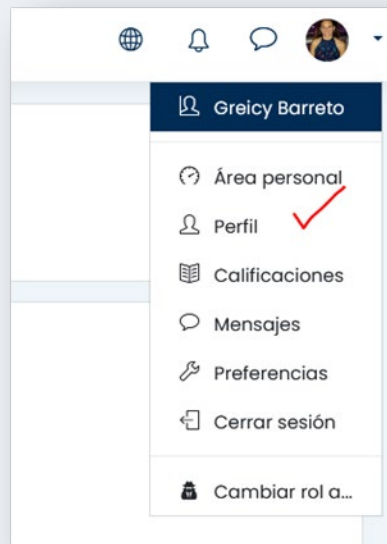 Greicy Barreto
Área personal
Perfil
Calificaciones
Mensajes
Preferencias
Cerrar sesión
Cambiar rol a...